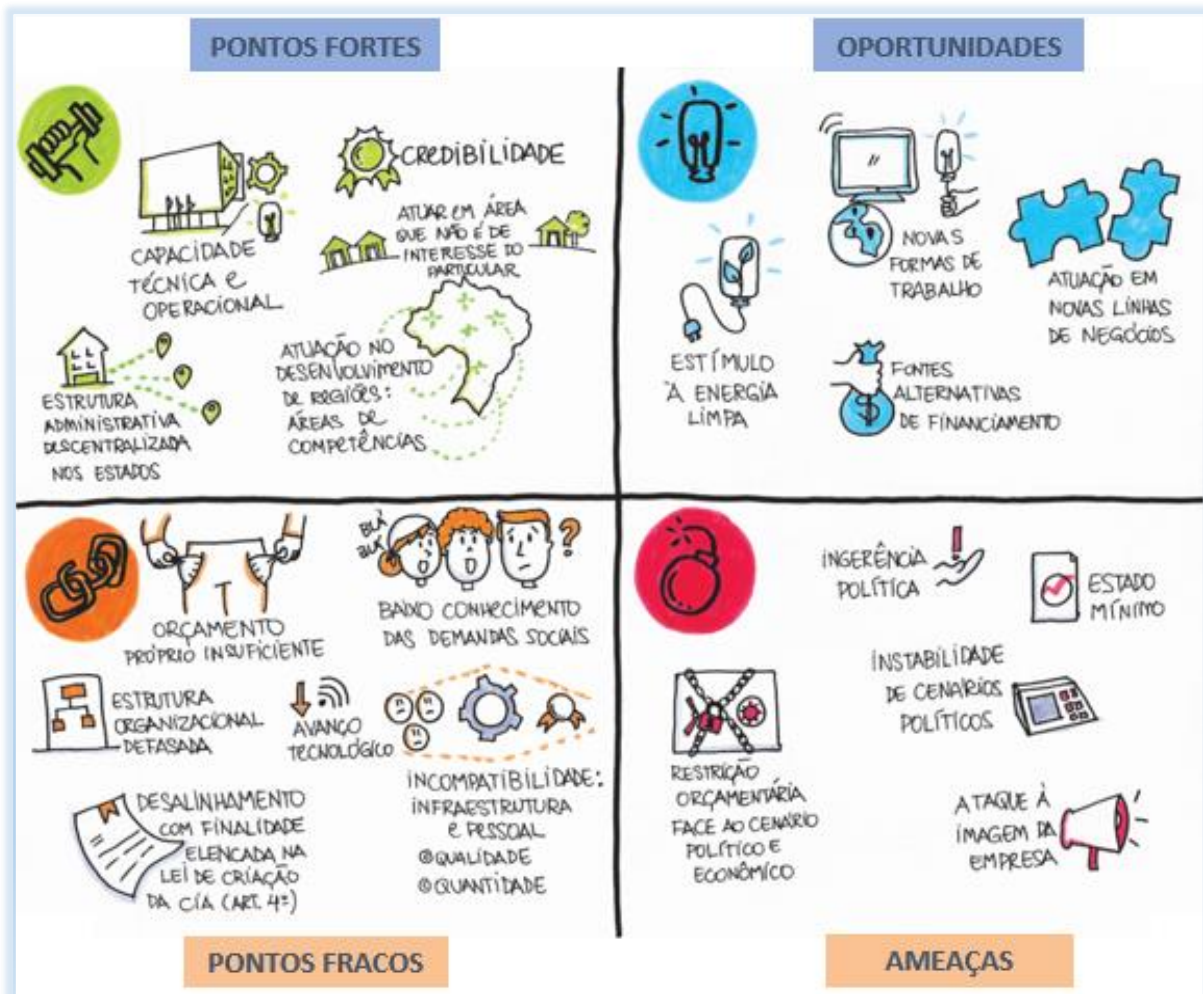 PONTOS FORTES
OPORTUNIDADES
CAPACIDADE
TÉCNICA E
OPERACIONAL
CREDIBILIDADE
ATUAR EM ÁREA
QUE NÃO É DE
INTERESSE DO
PARTICULAR
ESTRUTURA
ADMINISTRATIVA
DESCENTRALIZADA
NOS ESTADOS
ATUAÇÃO NO
DESENVOLVIMENTO
DE REGIÕES:
ÁREAS DE
COMPETÊNCIAS
ESTÍMULO
À ENERGIA
LIMPA
NOVAS
FORMAS DE
TRABALHO
FONTES
ALTERNATIVAS
DE FINANCIAMENTO
$
ATUAÇÃO EM
NOVAS LINHAS
DE NEGÓCIOS
ORÇAMENTO
PRÓPRIO INSUFICIENTE
BLÁ
BLÁ
?
BAIXO CONHECIMENTO
DAS DEMANDAS SOCIAIS
ESTRUTURA
ORGANIZACIONAL
DEFASADA
AVANÇO
TECNOLÓGICO
INCOMPATIBILIDADE:
INFRAESTRUTURA
E PESSOAL
QUALIDADE
QUANTIDADE
DESALINHAMENTO
COM FINALIDADE
ELENCADA NA
LEI DE CRIAÇÃO
DA CIA (ART. 4º)
INGERÊNCIA
POLÍTICA
!
ESTADO
MÍNIMO
INSTABILIDADE
DE CENÁRIOS
POLÍTICOS
RESTRIÇÃO
ORÇAMENTÁRIA
FACE AO CENÁRIO
POLÍTICO E
ECONÔMICO
ATAQUE À
IMAGEM DA
EMPRESA
PONTOS FRACOS
AMEAÇAS